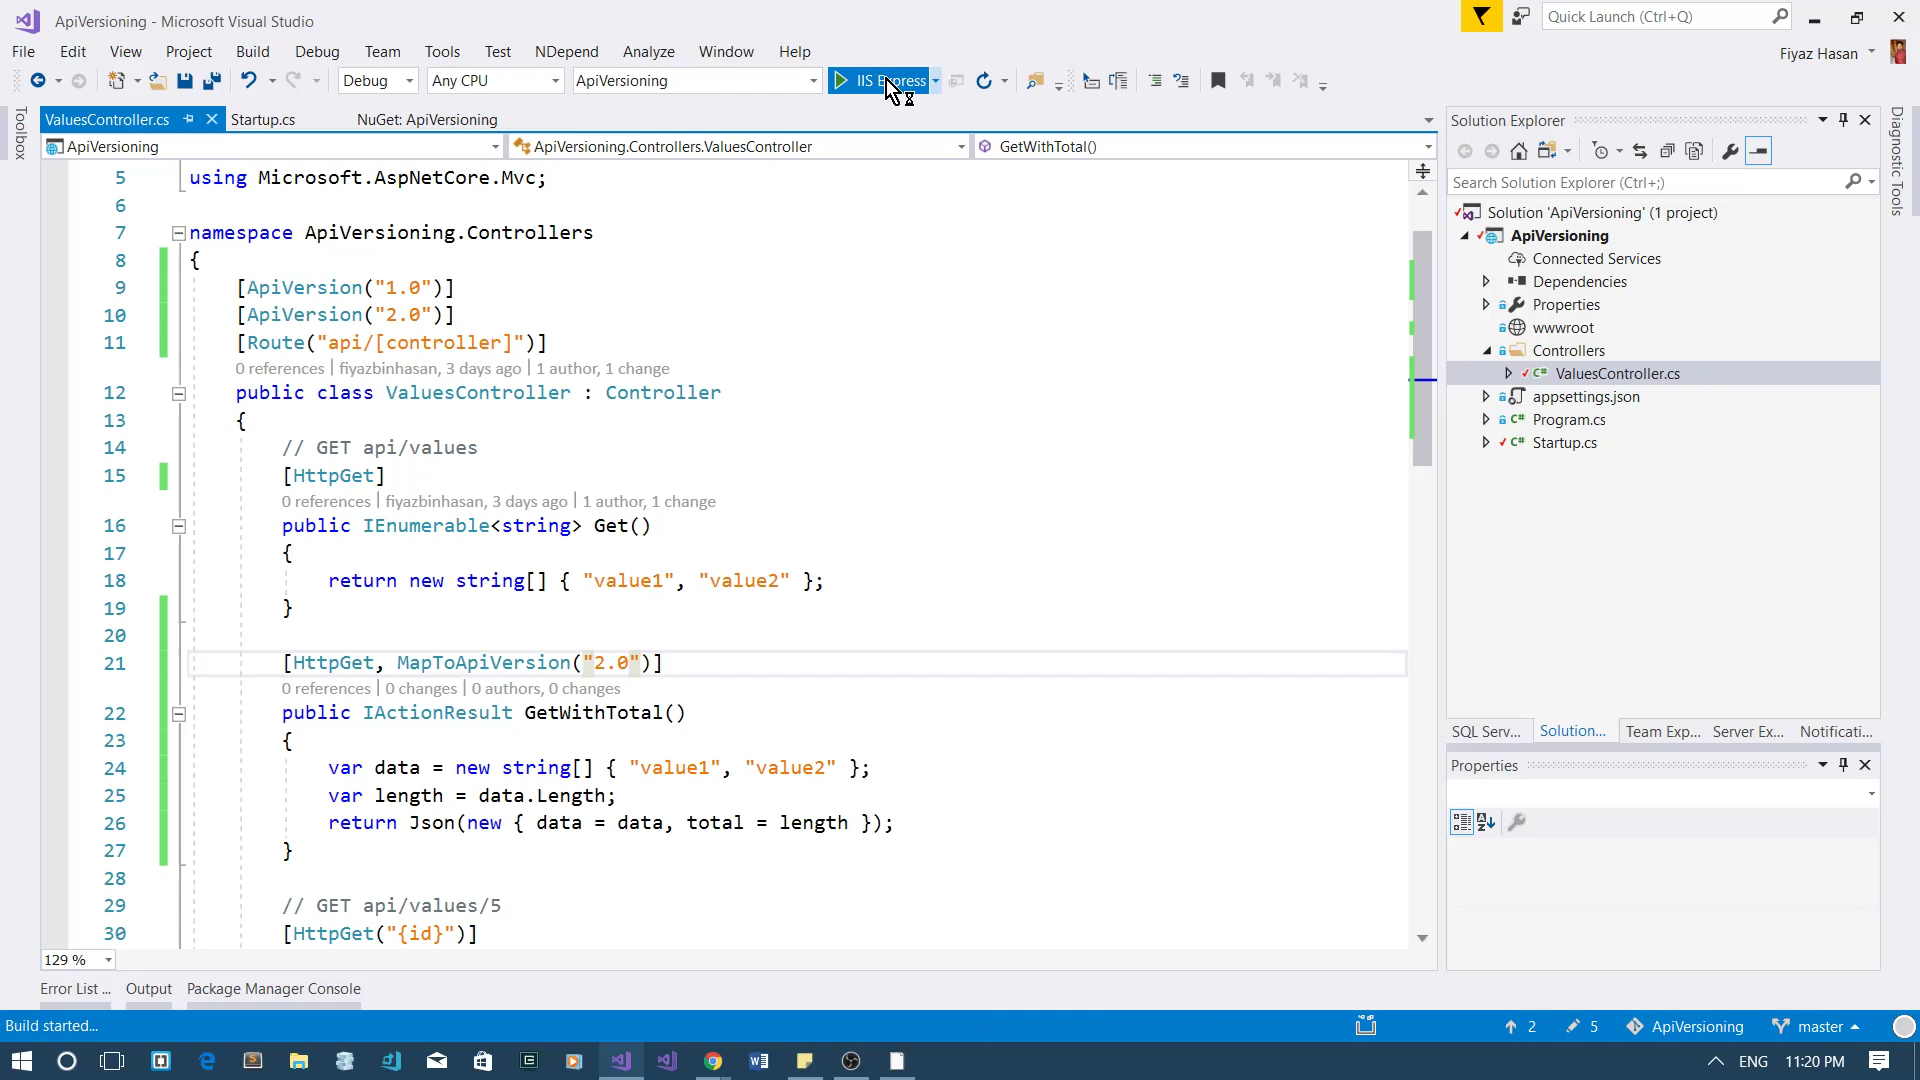 ApiVersioning - Microsoft Visual Studio
Quick Launch (Ctrl+Q)
File Edit View Project Build Debug Team Tools Test NDepend Analyze Window Help
Fiyaz Hasan
Debug Any CPU ApiVersioning IIS Express
Toolbox
ValuesController.cs Startup.cs NuGet: ApiVersioning
ApiVersioning ApiVersioning.Controllers.ValuesController GetWithTotal()
5 using Microsoft.AspNetCore.Mvc;
6
7 namespace ApiVersioning.Controllers
8 {
9 [ApiVersion("1.0")]
10 [ApiVersion("2.0")]
11 [Route("api/[controller]")]
0 references | fiyazbinhasan, 3 days ago | 1 author, 1 change
12 public class ValuesController : Controller
13 {
14 // GET api/values
15 [HttpGet]
0 references | fiyazbinhasan, 3 days ago | 1 author, 1 change
16 public IEnumerable<string> Get()
17 {
18 return new string[] { "value1", "value2" };
19 }
20
21 [HttpGet, MapToApiVersion("2.0")]
0 references | 0 changes | 0 authors, 0 changes
22 public IActionResult GetWithTotal()
23 {
24 var data = new string[] { "value1", "value2" };
25 var length = data.Length;
26 return Json(new { data = data, total = length });
27 }
28
29 // GET api/values/5
30 [HttpGet("{id}")]
129 %
Error List ... Output Package Manager Console
Solution Explorer
Search Solution Explorer (Ctrl+;)
Solution 'ApiVersioning' (1 project)
ApiVersioning
Connected Services
Dependencies
Properties
wwwroot
Controllers
ValuesController.cs
appsettings.json
Program.cs
Startup.cs
SQL Serv... Solution... Team Exp... Server Ex... Notificati...
Properties
Diagnostic Tools
Build started...
2 5 ApiVersioning master
ENG 11:20 PM